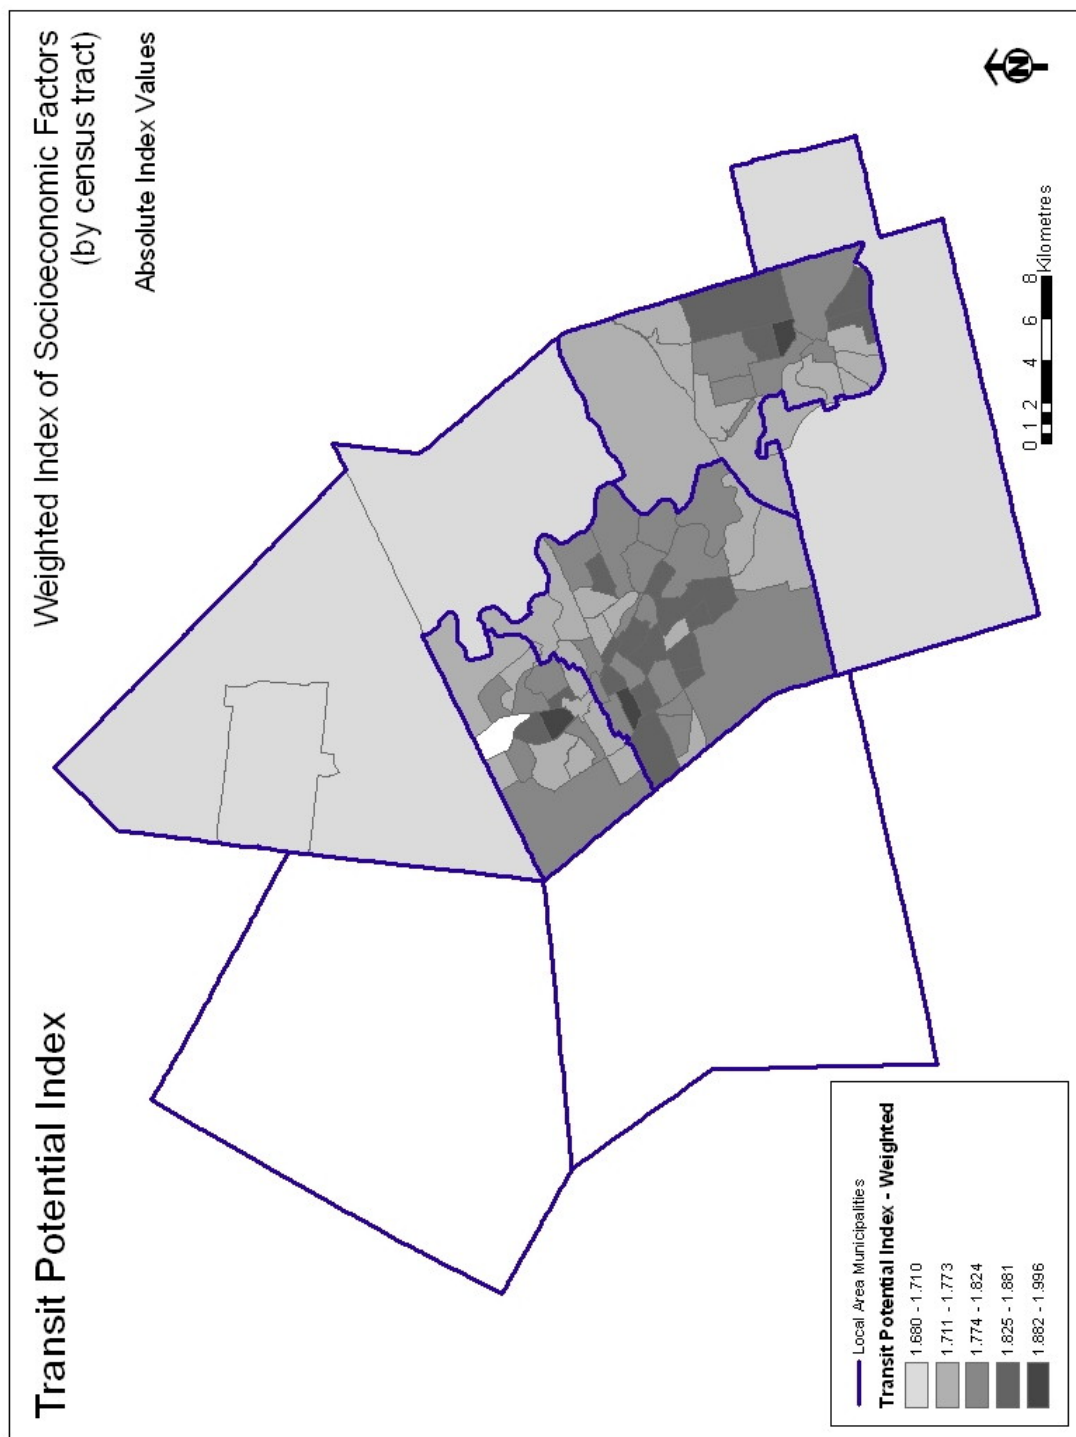 Transit Potential Index
Weighted Index of Socioeconomic Factors
(by census tract)
Absolute Index Values
N
Local Area Municipalities
Transit Potential Index - Weighted
1.680 - 1.710
1.711 - 1.773
1.774 - 1.824
1.825 - 1.881
1.882 - 1.996
0 1 2 4 6 8
Kilometres